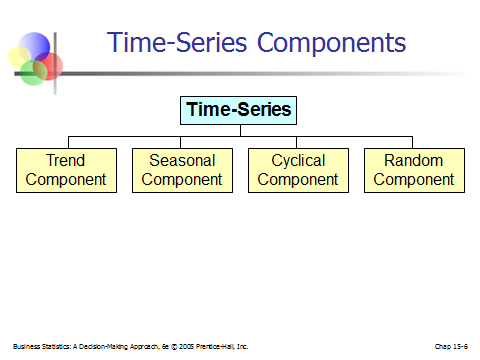 Time-Series Components
Time-Series
Trend
Component
Seasonal
Component
Cyclical
Component
Random
Component
Business Statistics: A Decision-Making Approach, 6e © 2005 Prentice-Hall, Inc.
Chap 15-6